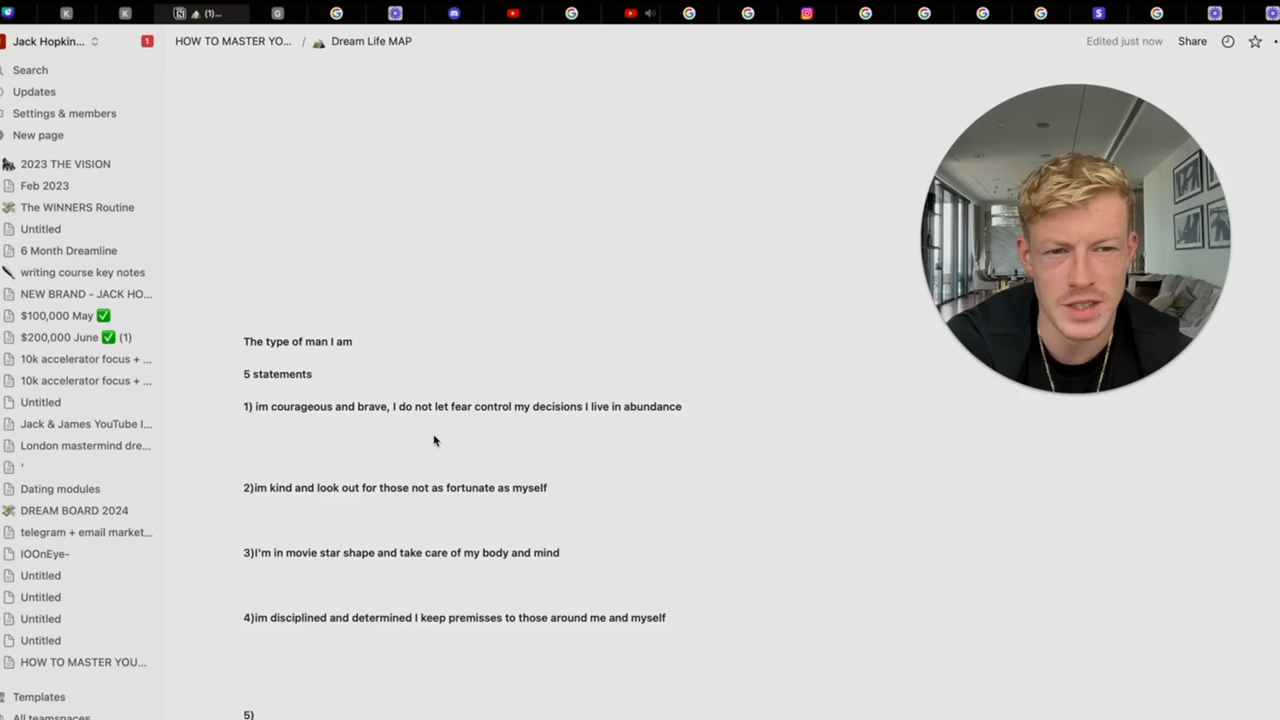 (1)...
Jack Hopkin...
1
HOW TO MASTER YO... / Dream Life MAP
Edited just now
Share
Search
Updates
Settings & members
New page
2023 THE VISION
Feb 2023
The WINNERS Routine
Untitled
6 Month Dreamline
writing course key notes
NEW BRAND - JACK HO...
$100,000 May ✅
$200,000 June ✅ (1)
10k accelerator focus + ...
10k accelerator focus + ...
Untitled
Jack & James YouTube I...
London mastermind dre...
Dating modules
DREAM BOARD 2024
telegram + email market...
IOOnEye-
Untitled
Untitled
Untitled
Untitled
HOW TO MASTER YOU...
Templates
All teamspaces
The type of man I am
5 statements
1) im courageous and brave, I do not let fear control my decisions I live in abundance
2)im kind and look out for those not as fortunate as myself
3)I'm in movie star shape and take care of my body and mind
4)im disciplined and determined I keep premisses to those around me and myself
5)